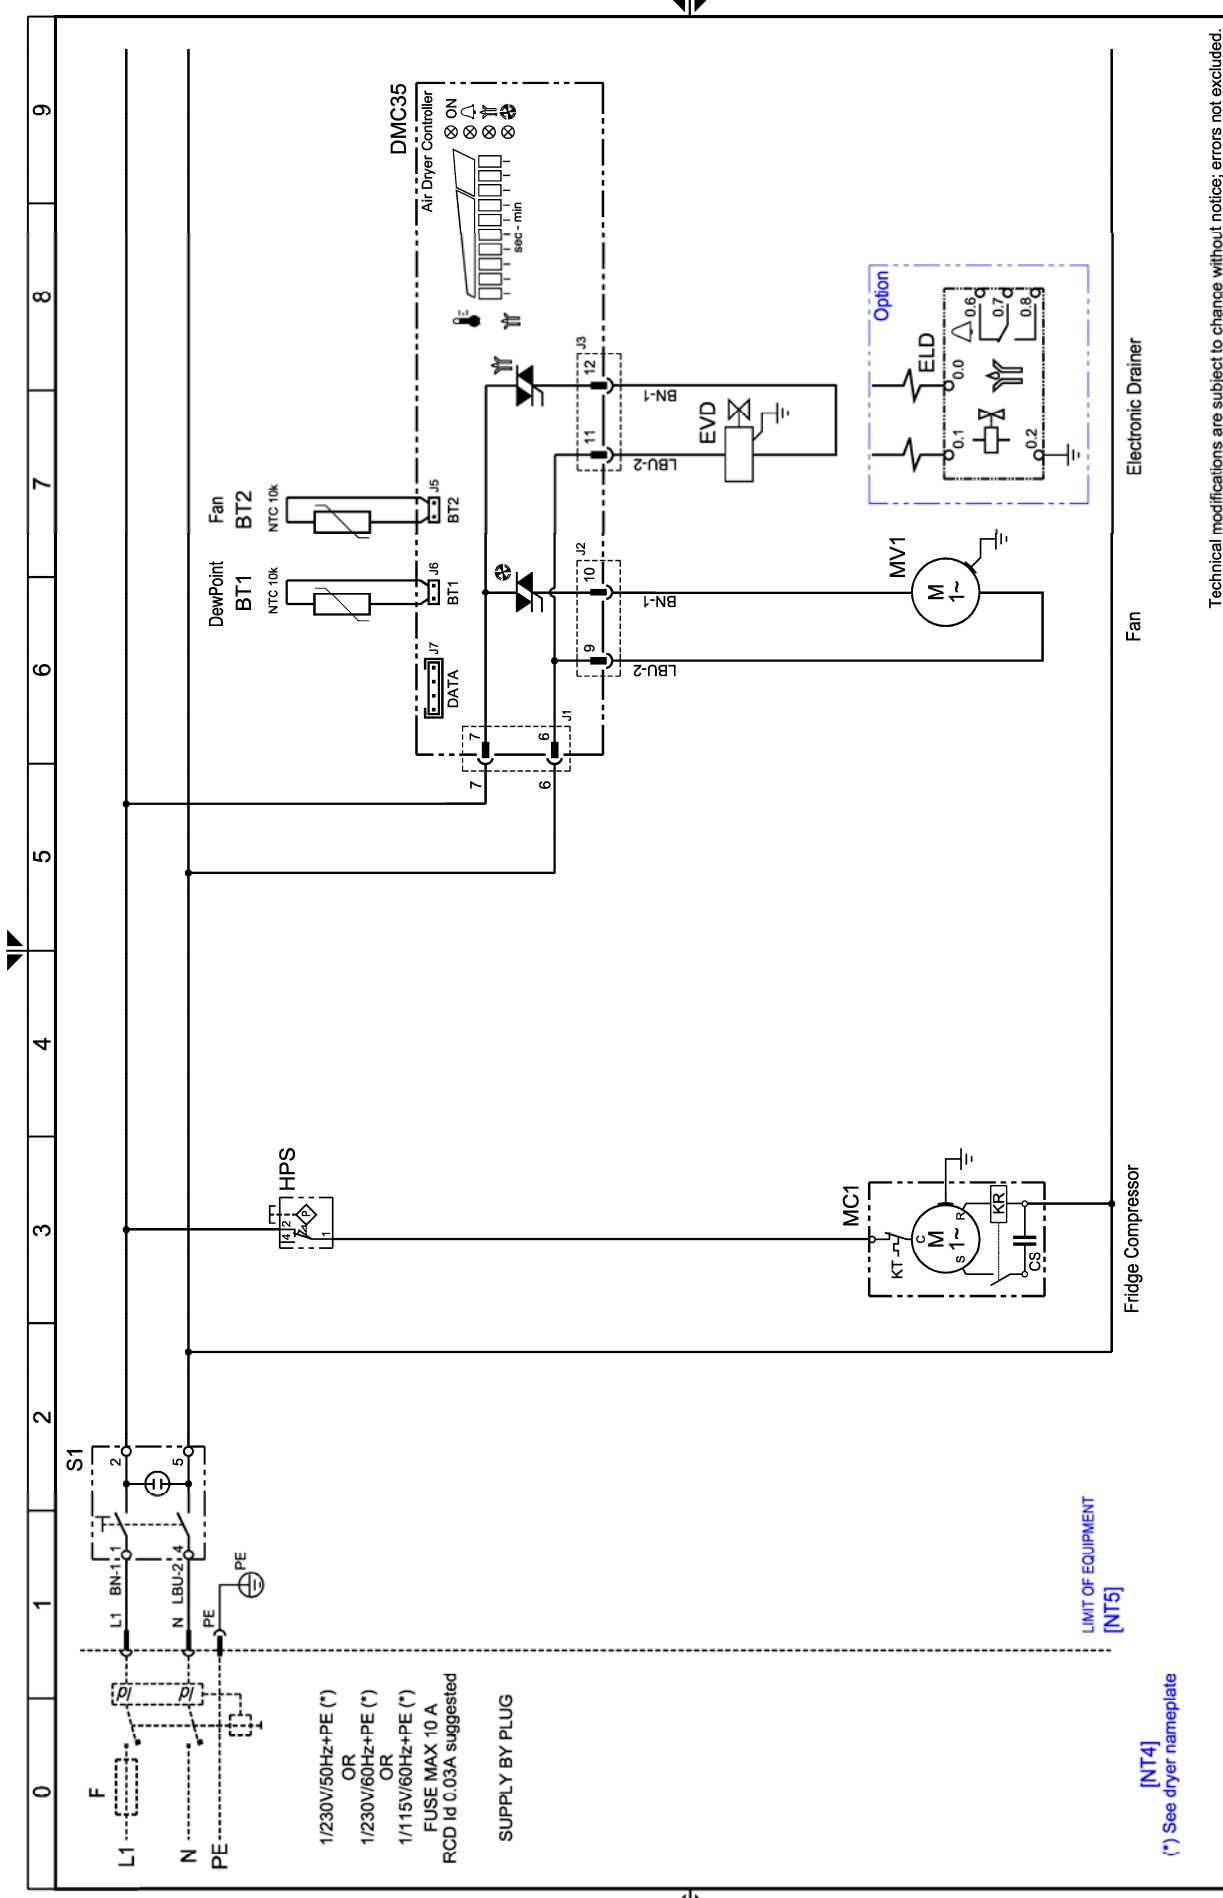 0
1
2
3
4
5
6
7
8
9
L1
N
PE
F
Id
Id
L1
BN-1
N
LBU-2
PE
PE
S1
1
2
4
5
1/230V/50Hz+PE (*)
OR
1/230V/60Hz+PE (*)
OR
1/115V/60Hz+PE (*)
FUSE MAX 10 A
RCD Id 0.03A suggested
SUPPLY BY PLUG
LIMIT OF EQUIPMENT
[NT5]
[NT4]
(*) See dryer nameplate
HPS
4
2
P
1
MC1
KT
C
M
1~
S
R
KR
CS
Fridge Compressor
DewPoint
BT1
NTC 10k
Fan
BT2
NTC 10k
J7
DATA
J6
BT1
J5
BT2
7
7
6
6
J1
DMC35
Air Dryer Controller
ON
sec - min
J2
9
10
LBU-2
BN-1
J3
11
12
LBU-2
BN-1
EVD
MV1
M
1~
Fan
Option
ELD
0.1
0.0
0.2
0.6
0.7
0.8
Electronic Drainer
Technical modifications are subject to change without notice; errors not excluded.